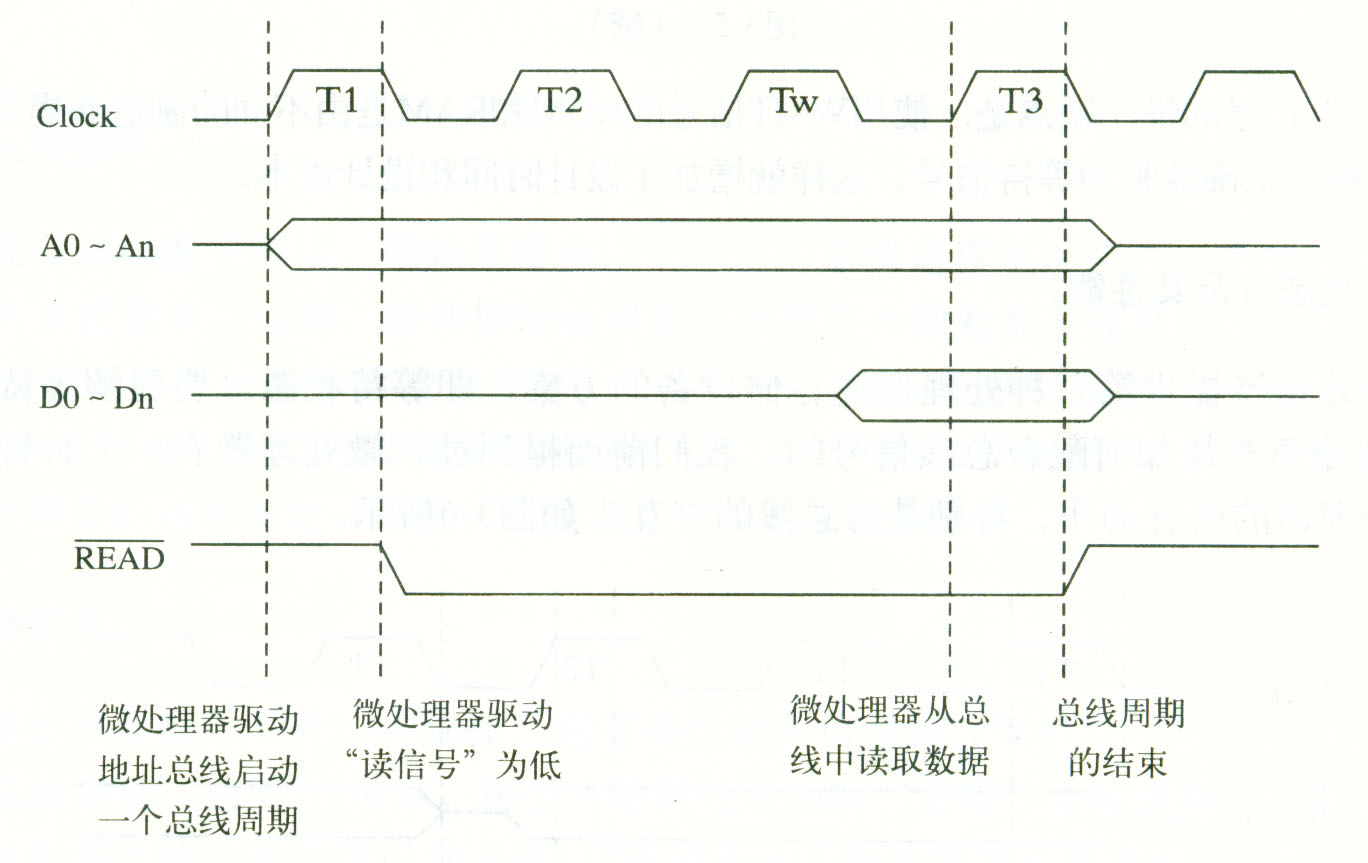 Clock
T1
T2
Tw
T3
A0 ~ An
D0 ~ Dn
READ
微处理器驱动
地址总线启动
一个总线周期
微处理器驱动
“读信号”为低
微处理器从总
线中读取数据
总线周期
的结束